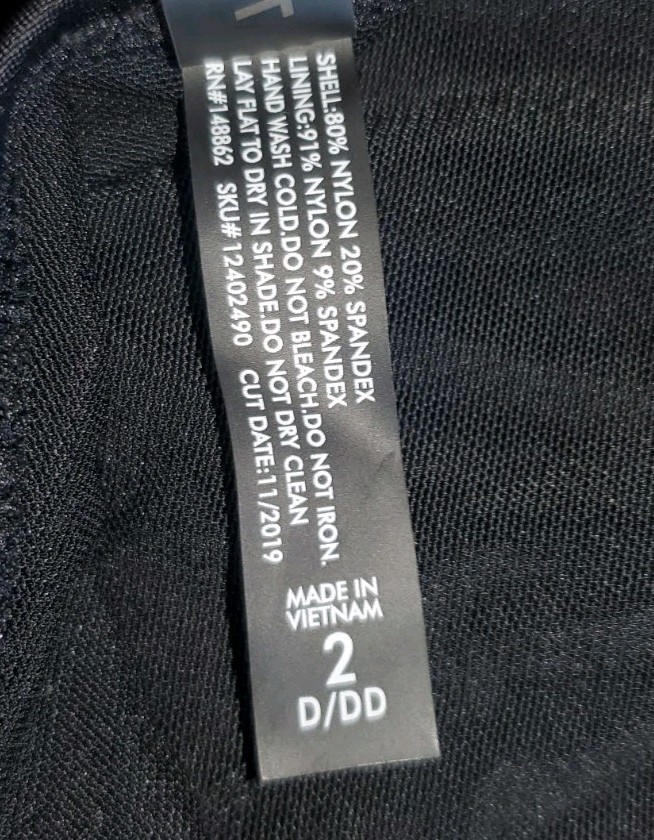 SHELL:80% NYLON 20% SPANDEX
LINING:91% NYLON 9% SPANDEX
HAND WASH COLD.DO NOT BLEACH.DO NOT IRON.
LAY FLAT TO DRY IN SHADE.DO NOT DRY CLEAN
RN#148862 SKU#12402490 CUT DATE:11/2019
MADE IN
VIETNAM
2
D/DD